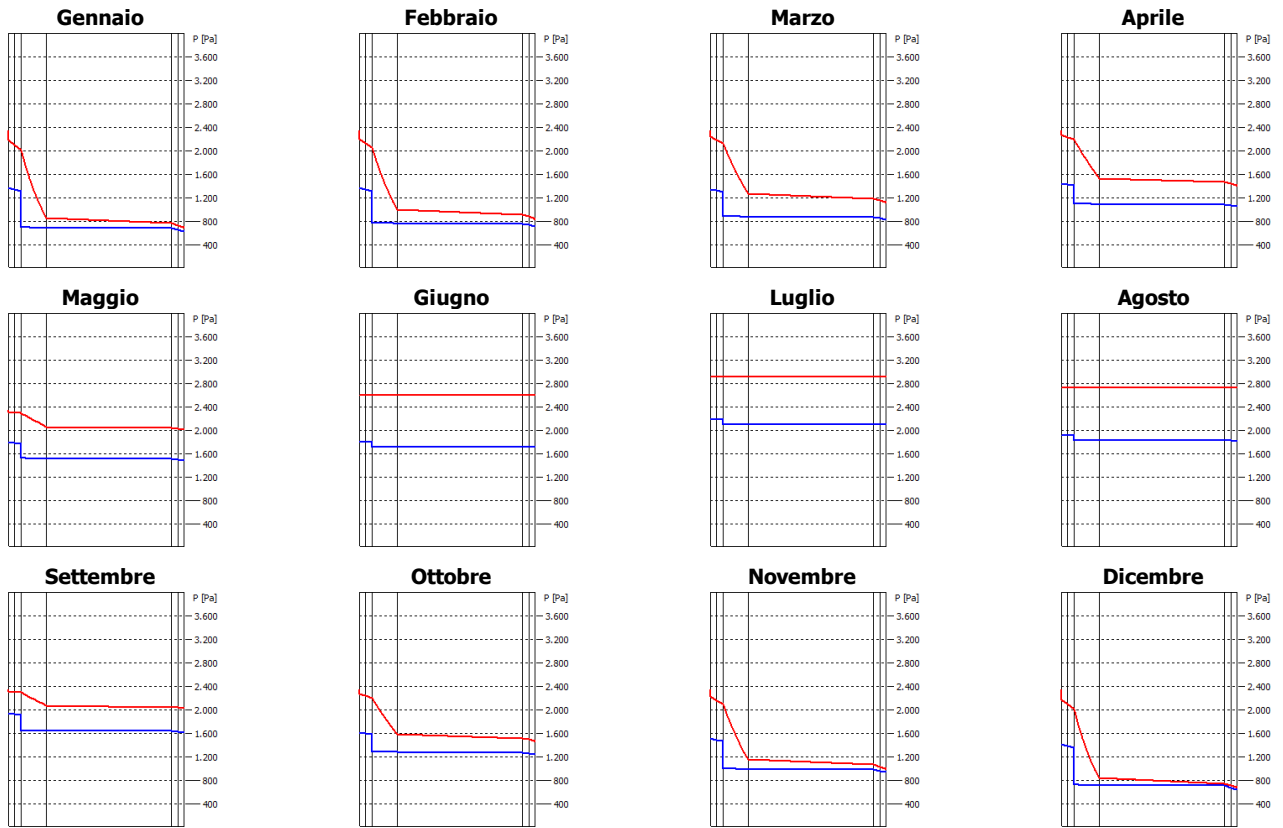 Gennaio Febbraio Marzo Aprile
P [Pa] P [Pa] P [Pa] P [Pa]
3.600 3.600 3.600 3.600
3.200 3.200 3.200 3.200
2.800 2.800 2.800 2.800
2.400 2.400 2.400 2.400
2.000 2.000 2.000 2.000
1.600 1.600 1.600 1.600
1.200 1.200 1.200 1.200
800 800 800 800
400 400 400 400
Maggio Giugno Luglio Agosto
P [Pa] P [Pa] P [Pa] P [Pa]
3.600 3.600 3.600 3.600
3.200 3.200 3.200 3.200
2.800 2.800 2.800 2.800
2.400 2.400 2.400 2.400
2.000 2.000 2.000 2.000
1.600 1.600 1.600 1.600
1.200 1.200 1.200 1.200
800 800 800 800
400 400 400 400
Settembre Ottobre Novembre Dicembre
P [Pa] P [Pa] P [Pa] P [Pa]
3.600 3.600 3.600 3.600
3.200 3.200 3.200 3.200
2.800 2.800 2.800 2.800
2.400 2.400 2.400 2.400
2.000 2.000 2.000 2.000
1.600 1.600 1.600 1.600
1.200 1.200 1.200 1.200
800 800 800 800
400 400 400 400